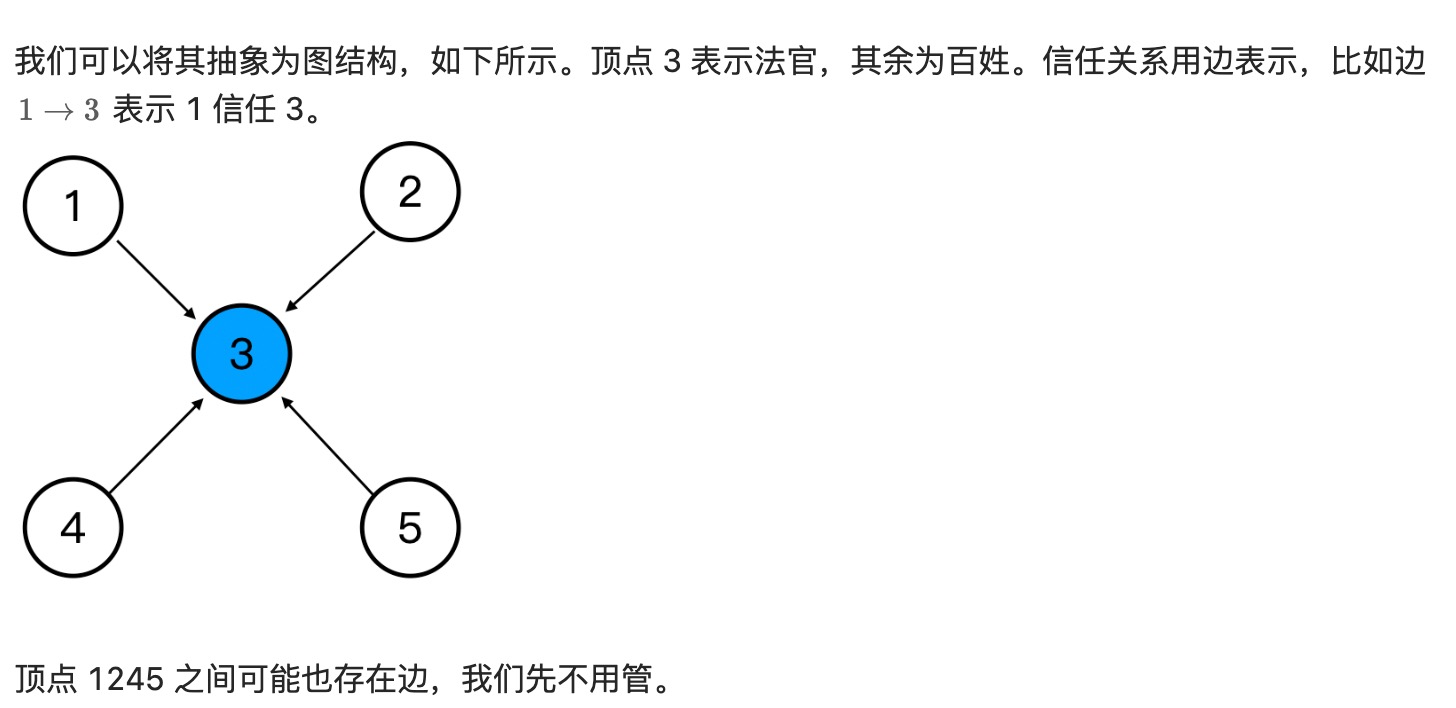 我们可以将其抽象为图结构，如下所示。顶点 3 表示法官，其余为百姓。信任关系用边表示，比如边
1 → 3 表示 1 信任 3。
1
2
3
4
5
顶点 1245 之间可能也存在边，我们先不用管。